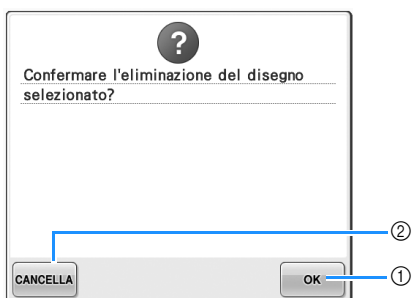 ?
Confermare l'eliminazione del disegno
selezionato?
②
CANCELLA
OK
①